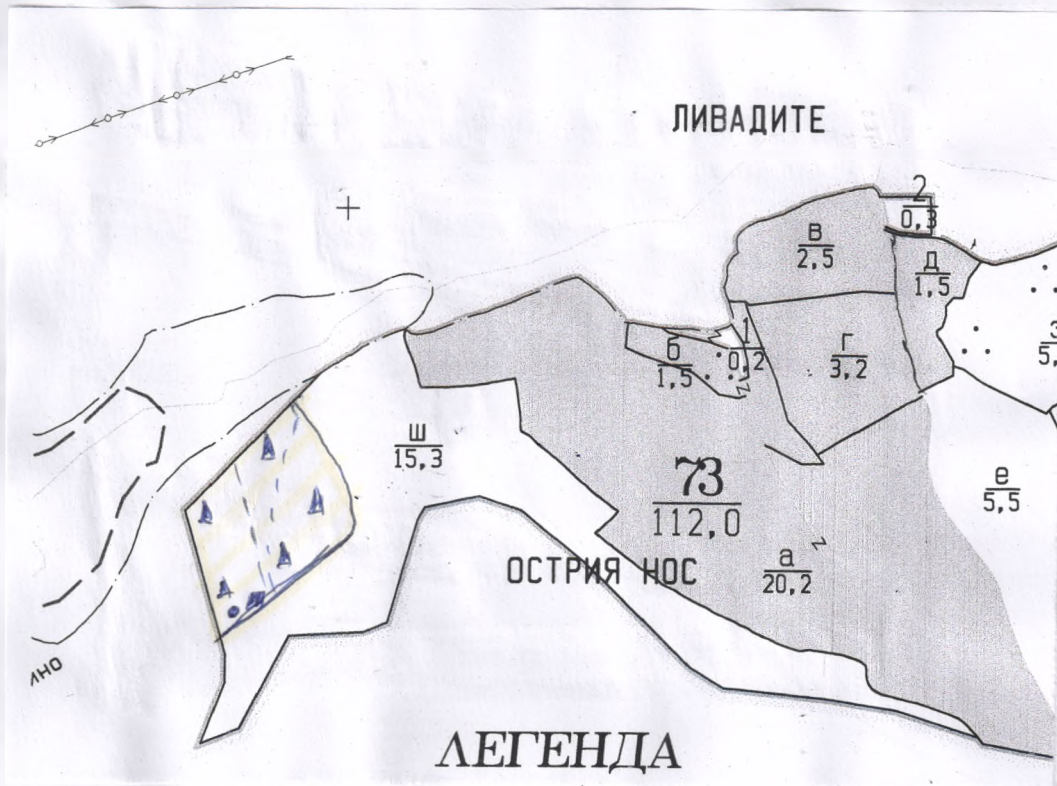 ЛИВАДИТЕ
2
0,3
в
2,5
д
1,5
1
0,2
б
1,5
г
3,2
З
5,
ш
15,3
73
112,0
е
5,5
а
20,2
ОСТРИЯ НОС
ЛНО
ЛЕГЕНДА